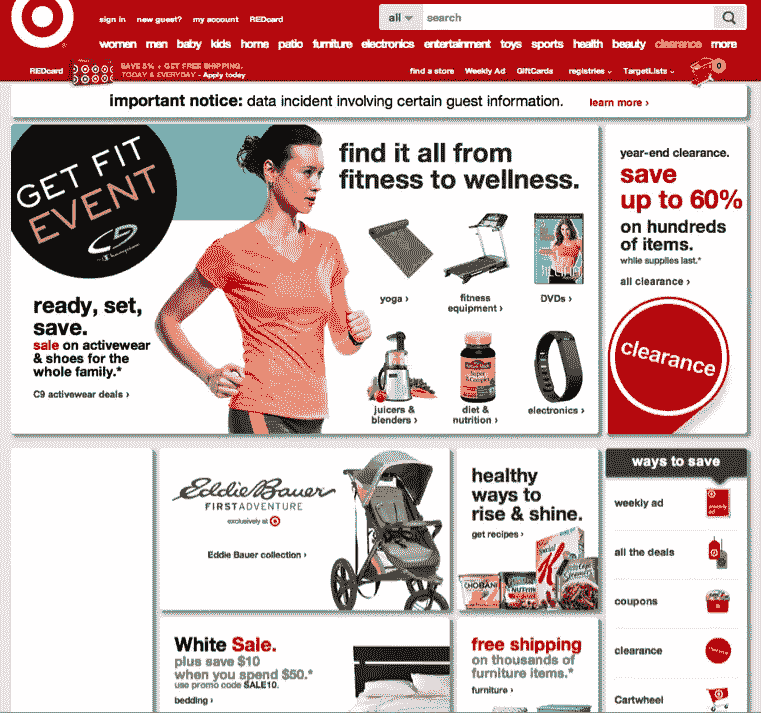 sign in new guest? my account REDcard
all search
women men baby kids home patio furniture electronics entertainment toys sports health beauty clearance more
REDcard
SAVE 5% + GET FREE SHIPPING.
TODAY & EVERYDAY - Apply today
find a store Weekly Ad GiftCards registries TargetLists 0
important notice: data incident involving certain guest information. learn more ›
GET FIT
EVENT
C9
by Champion
ready, set,
save.
sale on activewear
& shoes for the
whole family.*
C9 activewear deals ›
find it all from
fitness to wellness.
yoga ›
fitness
equipment ›
DVDs ›
juicers &
blenders ›
diet &
nutrition ›
electronics ›
year-end clearance.
save
up to 60%
on hundreds
of items.
while supplies last.*
all clearance ›
clearance
Eddie Bauer
FIRSTADVENTURE
exclusively at
Eddie Bauer collection ›
healthy
ways to
rise & shine.
get recipes ›
Special
K
CHOBANI
White Sale.
plus save $10
when you spend $50.*
use promo code SALE10.
bedding ›
free shipping
on thousands of
furniture items.*
furniture ›
ways to save
weekly ad
all the deals
coupons
clearance
Cartwheel